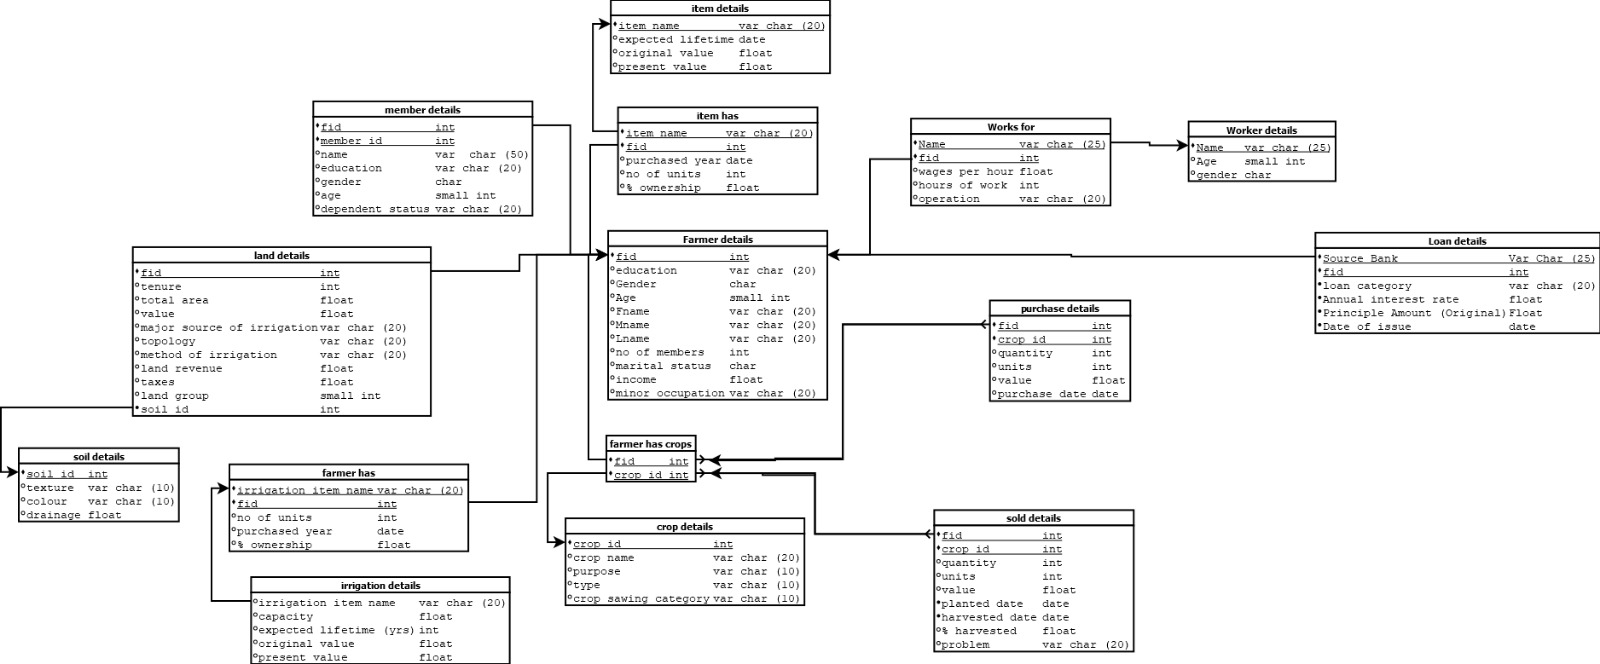 item details
item name var char (20)
expected lifetime date
original value float
present value float
member details
fid int
member id int
name var char (50)
education var char (20)
gender char
age small int
dependent status var char (20)
item has
item name var char (20)
fid int
purchased year date
no of units int
% ownership float
Works for
Name var char (25)
fid int
wages per hour float
hours of work int
operation var char (20)
Worker details
Name var char (25)
Age small int
gender char
land details
fid int
tenure int
total area float
value float
major source of irrigation var char (20)
topology var char (20)
method of irrigation var char (20)
land revenue float
taxes float
land group small int
soil id int
Farmer details
fid int
education var char (20)
Gender char
Age small int
Fname var char (20)
Mname var char (20)
Lname var char (20)
no of members int
marital status char
income float
minor occupation var char (20)
Loan details
Source Bank Var Char (25)
fid int
loan category var char (20)
Annual interest rate float
Principle Amount (Original) Float
Date of issue date
purchase details
fid int
crop id int
quantity int
units int
value float
purchase date date
soil details
soil id int
texture var char (10)
colour var char (10)
drainage float
farmer has
irrigation item name var char (20)
fid int
no of units int
purchased year date
% ownership float
farmer has crops
fid int
crop id int
crop details
crop id int
crop name var char (20)
purpose var char (10)
type var char (10)
crop sawing category var char (10)
sold details
fid int
crop id int
quantity int
units int
value float
planted date date
harvested date date
% harvested float
problem var char (20)
irrigation details
irrigation item name var char (20)
capacity float
expected lifetime (yrs) int
original value float
present value float